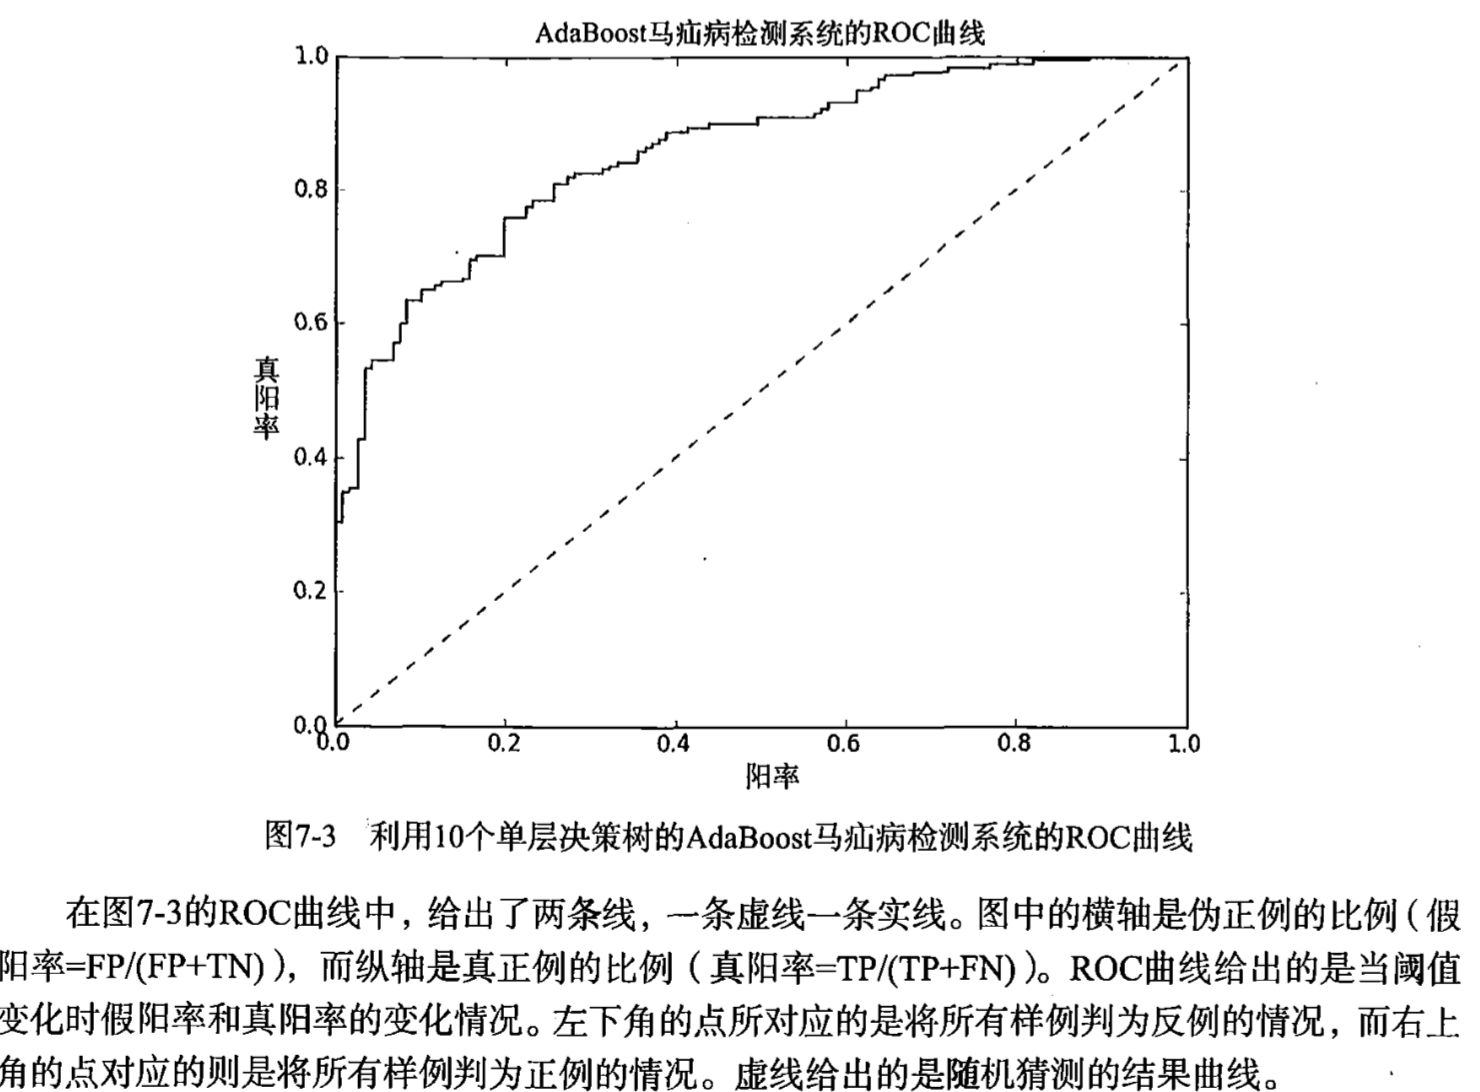 AdaBoost马疝病检测系统的ROC曲线
1.0
0.8
0.6
真阳率
0.4
0.2
0.0
0.0 0.2 0.4 0.6 0.8 1.0
阳率
图7-3 利用10个单层决策树的AdaBoost马疝病检测系统的ROC曲线
在图7-3的ROC曲线中，给出了两条线，一条虚线一条实线。图中的横轴是伪正例的比例（假
阳率=FP/(FP+TN)），而纵轴是真正例的比例（真阳率=TP/(TP+FN)）。ROC曲线给出的是当阈值
变化时假阳率和真阳率的变化情况。左下角的点所对应的是将所有样例判为反例的情况，而右上
角的点对应的则是将所有样例判为正例的情况。虚线给出的是随机猜测的结果曲线。